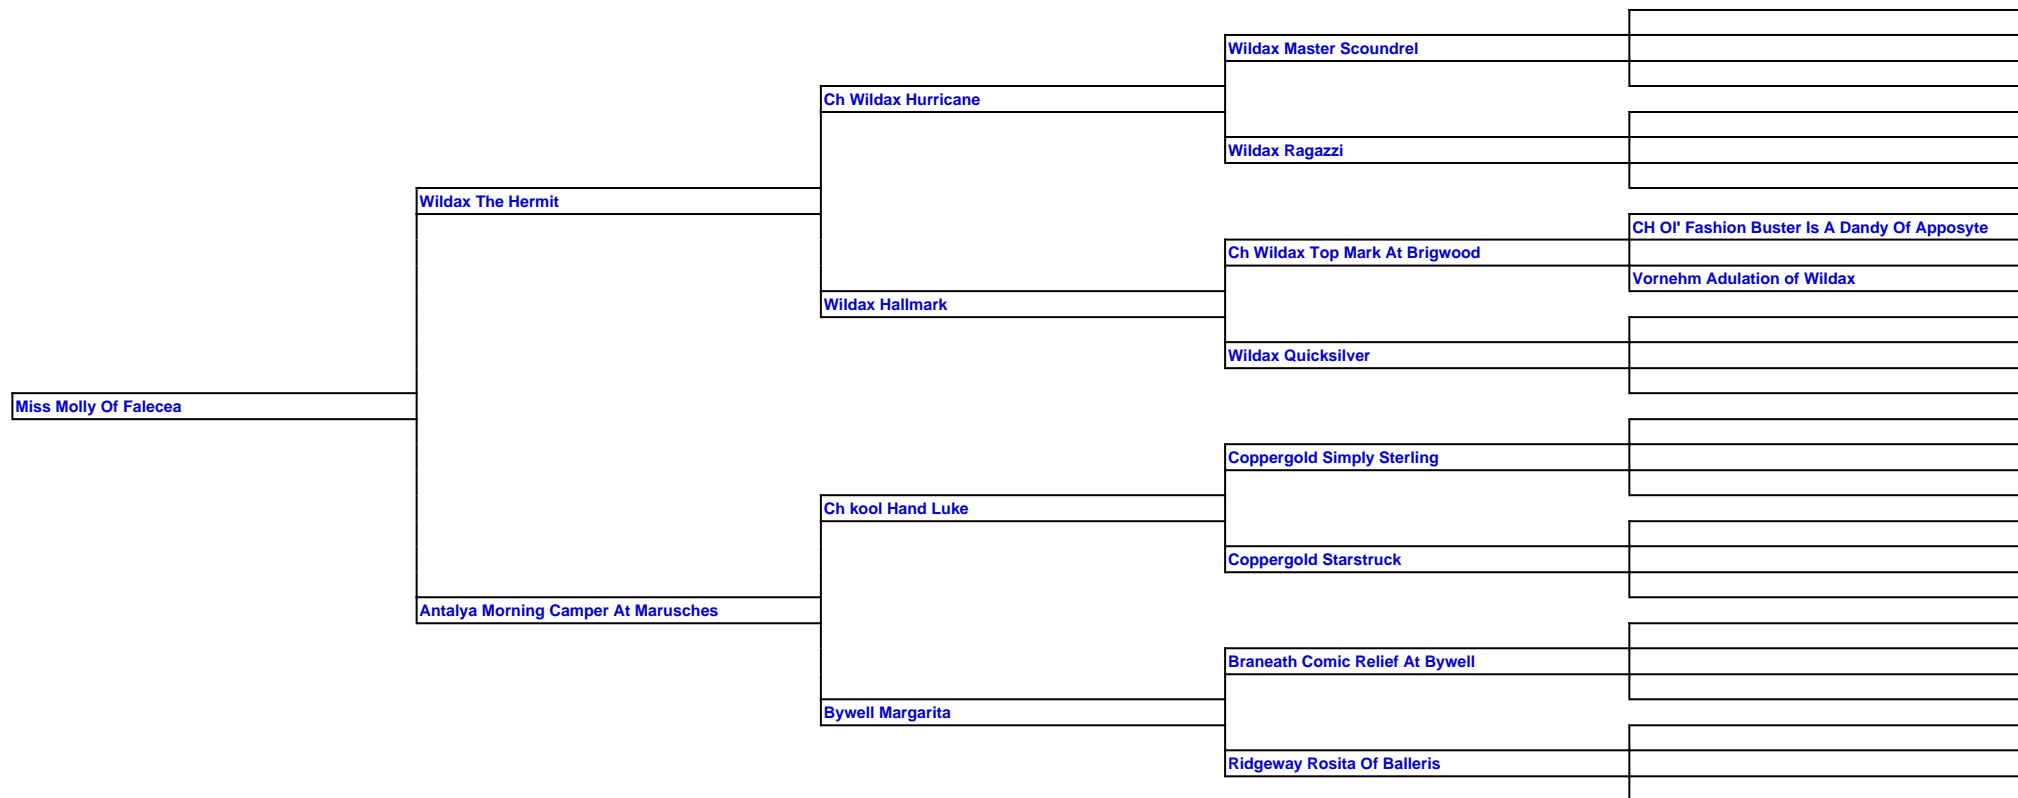 Wildax Master Scoundrel
Ch Wildax Hurricane
Wildax Ragazzi
Wildax The Hermit
CH Ol' Fashion Buster Is A Dandy Of Apposyte
Ch Wildax Top Mark At Brigwood
Vornehm Adulation of Wildax
Wildax Hallmark
Wildax Quicksilver
Miss Molly Of Falecea
Coppergold Simply Sterling
Ch kool Hand Luke
Coppergold Starstruck
Antalya Morning Camper At Marusches
Braneath Comic Relief At Bywell
Bywell Margarita
Ridgeway Rosita Of Balleris